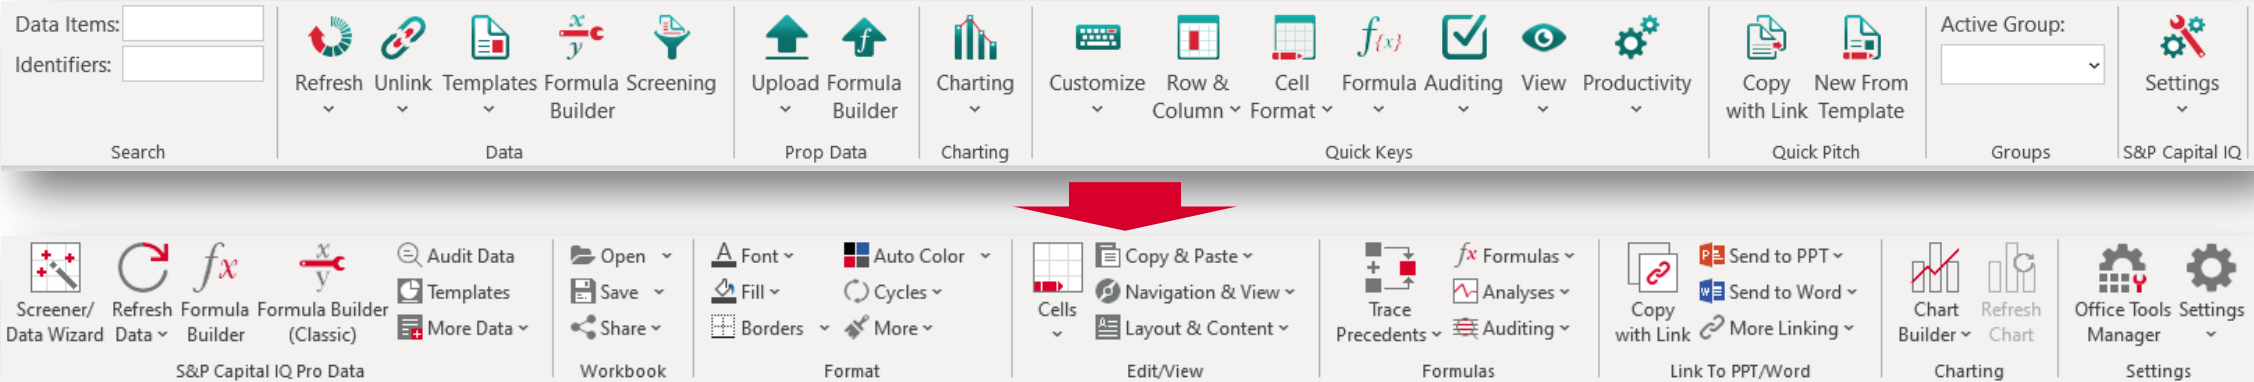 Data Items:
Identifiers:
Search
Refresh Unlink Templates Formula Builder Screening
Data
Upload Formula Builder
Prop Data
Charting
Charting
Customize Row & Column Cell Format Formula Auditing View Productivity
Quick Keys
Copy with Link New From Template
Quick Pitch
Active Group:
Groups
Settings
S&P Capital IQ
Screener/ Data Wizard Refresh Data Formula Builder Formula Builder (Classic)
Audit Data
Templates
More Data
S&P Capital IQ Pro Data
Open
Save
Share
Workbook
Font
Fill
Borders
Auto Color
Cycles
More
Format
Cells
Copy & Paste
Navigation & View
Layout & Content
Edit/View
Trace Precedents
Formulas
Analyses
Auditing
Formulas
Copy with Link
Send to PPT
Send to Word
More Linking
Link To PPT/Word
Chart Builder Refresh Chart
Charting
Office Tools Manager Settings
Settings